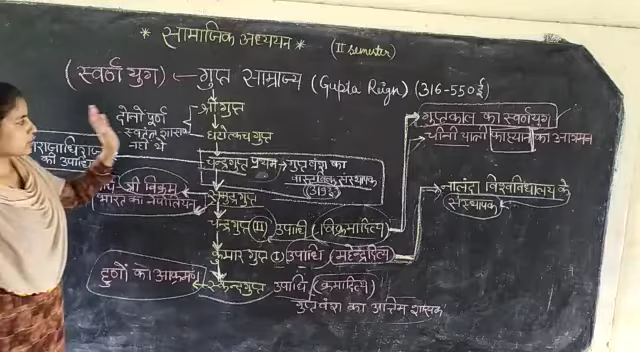 * सामाजिक अध्ययन * (II semester)
(स्वर्ण युग) ← गुप्त साम्राज्य (Gupta Reign) (316-550ई)
दोनों पूर्ण
स्वतंत्र शासक
नहीं थे
श्री गुप्त
घटोत्कच गुप्त
की उपाधि
चन्द्रगुप्त प्रथम → गुप्त वंश का
वास्तविक संस्थापक
(319ई)
समुद्रगुप्त
श्री विक्रम
भारत का नेपोलियन
चन्द्रगुप्त (II) उपाधि (विक्रमादित्य)
कुमार गुप्त I उपाधि (महेन्द्रादित्य)
हुणों का आक्रमण
स्कन्दगुप्त उपाधि (क्रमादित्य)
गुप्तवंश का अन्तिम शासक
गुप्तकाल का स्वर्णयुग
चीनी यात्री फाह्यान का आगमन
नालंदा विश्वविद्यालय के
संस्थापक